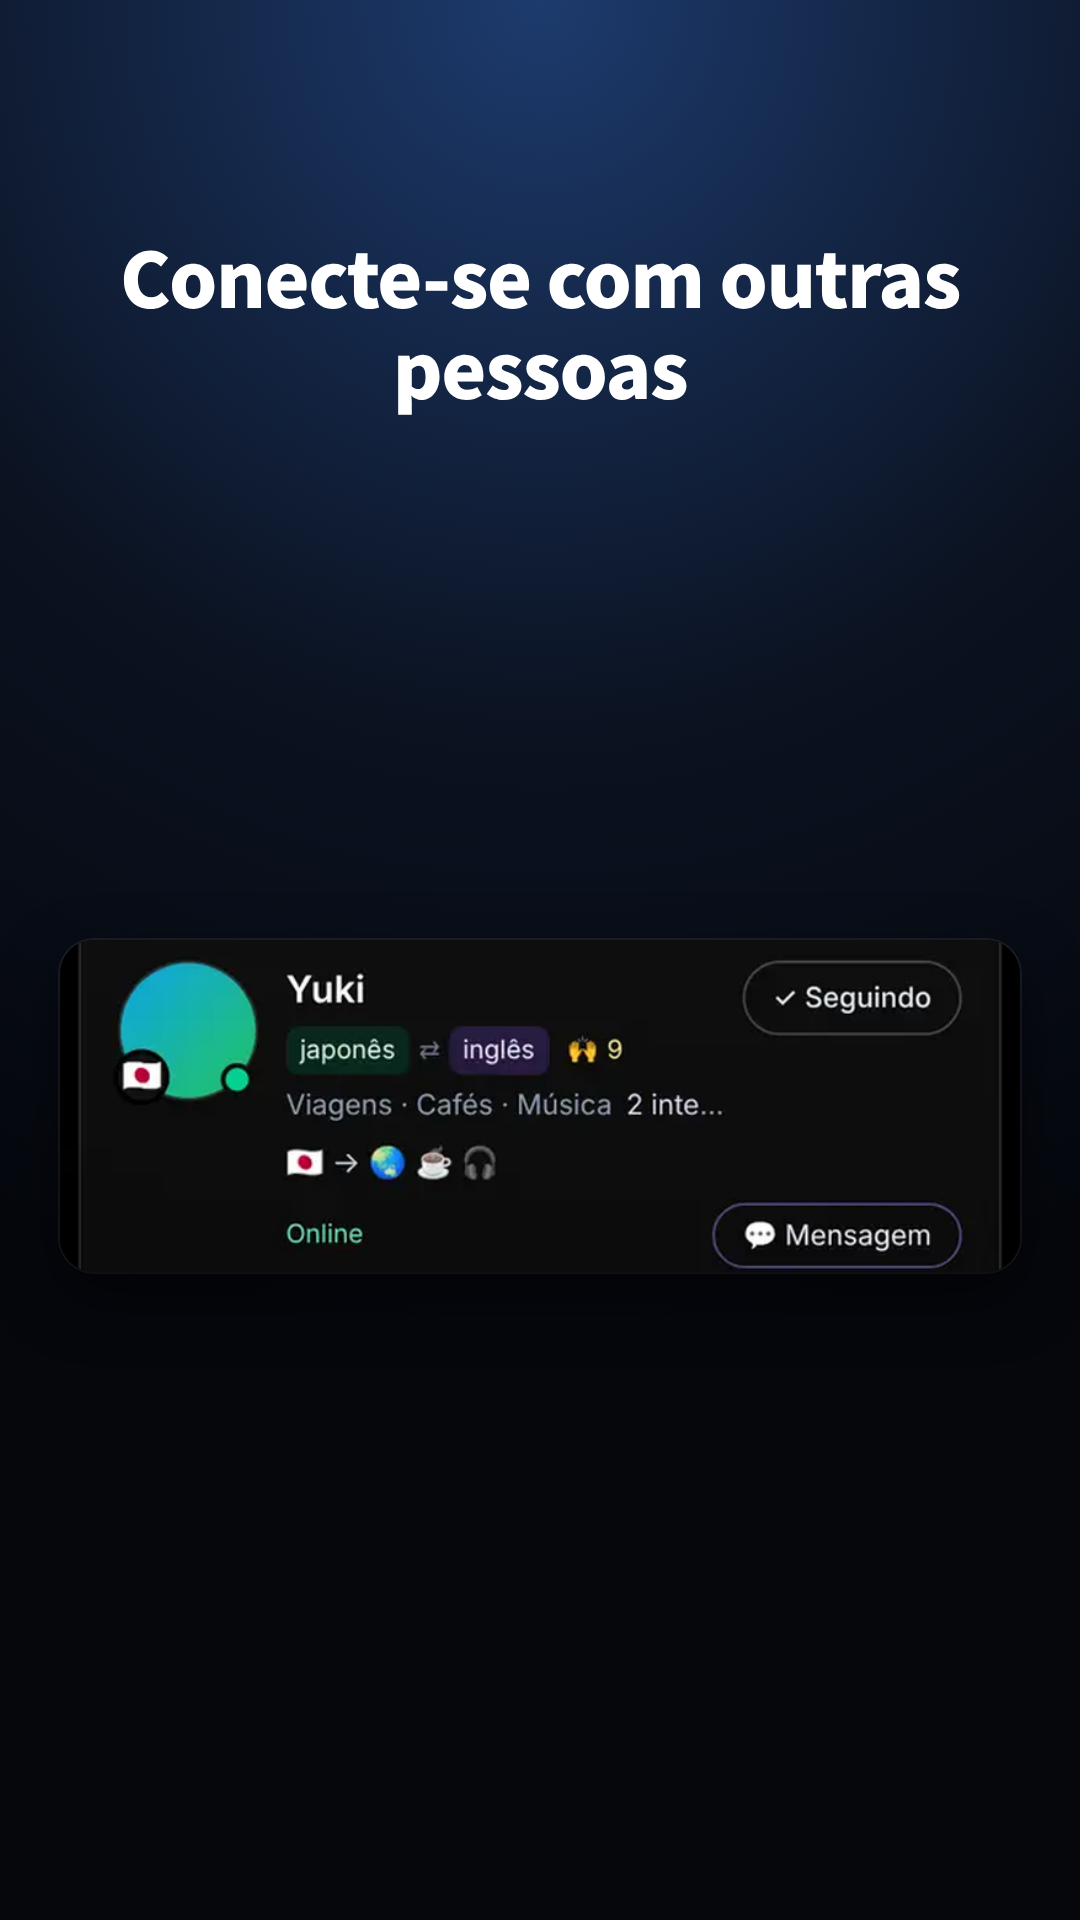 Conecte-se com outras
pessoas
Yuki
✓ Seguindo
japonês ⇄ inglês 🙌 9
Viagens · Cafés · Música 2 inte...
🇯🇵 → 🌏 ☕ 🎧
Online
💬 Mensagem